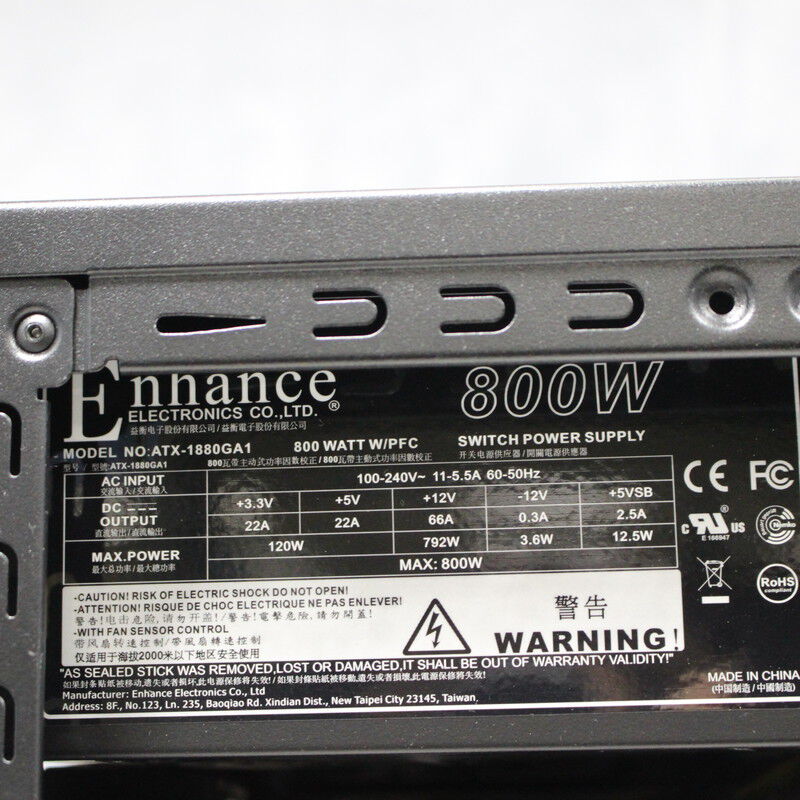 Enhance 800W
ELECTRONICS CO.,LTD. ®
益衡电子股份有限公司/益衡電子股份有限公司
MODEL NO:ATX-1880GA1 800 WATT W/PFC SWITCH POWER SUPPLY
型号/型號:ATX-1880GA1 800瓦带主动式功率因数校正/800瓦帶主動式功率因數校正 开关电源供应器/開關電源供應器
AC INPUT 100-240V~ 11-5.5A 60-50Hz
交流输入/交流輸入
DC +3.3V +5V +12V -12V +5VSB
OUTPUT 22A 22A 66A 0.3A 2.5A
直流输出/直流輸出
MAX.POWER 120W 792W 3.6W 12.5W
最大总功率/最大總功率 MAX: 800W
CE FC
c RU US
E 166947
Nemko
RoHS
compliant
-CAUTION! RISK OF ELECTRIC SHOCK DO NOT OPEN!
-ATTENTION! RISQUE DE CHOC ELECTRIQUE NE PAS ENLEVER!
警告!电击危险,请勿开盖!/警告!電擊危險,請勿開蓋!
-WITH FAN SENSOR CONTROL
带风扇转速控制/帶風扇轉速控制
仅适用于海拔2000米以下地区安全使用
警告
WARNING!
"AS SEALED STICK WAS REMOVED,LOST OR DAMAGED,IT SHALL BE OUT OF WARRANTY VALIDITY!"
如果封条贴纸被移动,遗失或者损坏,此电源保修将失效!/如果封條貼紙被移動,遺失或者損壞,此電源保修將失效!
Manufacturer: Enhance Electronics Co., Ltd
Address: 8F., No.123, Ln. 235, Baoqiao Rd. Xindian Dist., New Taipei City 23145, Taiwan,
MADE IN CHINA
(中国制造/中國製造)